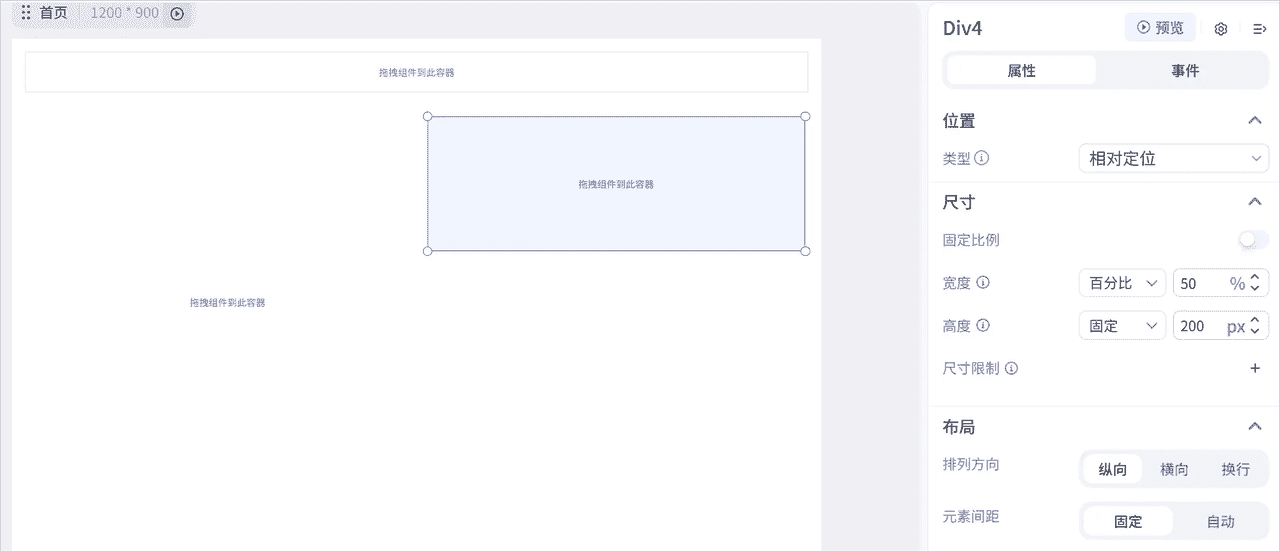 首页 1200 * 900
拖拽组件到此容器
拖拽组件到此容器
拖拽组件到此容器
Div4 预览
属性 事件
位置
类型 相对定位
尺寸
固定比例
宽度 百分比 50 %
高度 固定 200 px
尺寸限制 +
布局
排列方向 纵向 横向 换行
元素间距 固定 自动